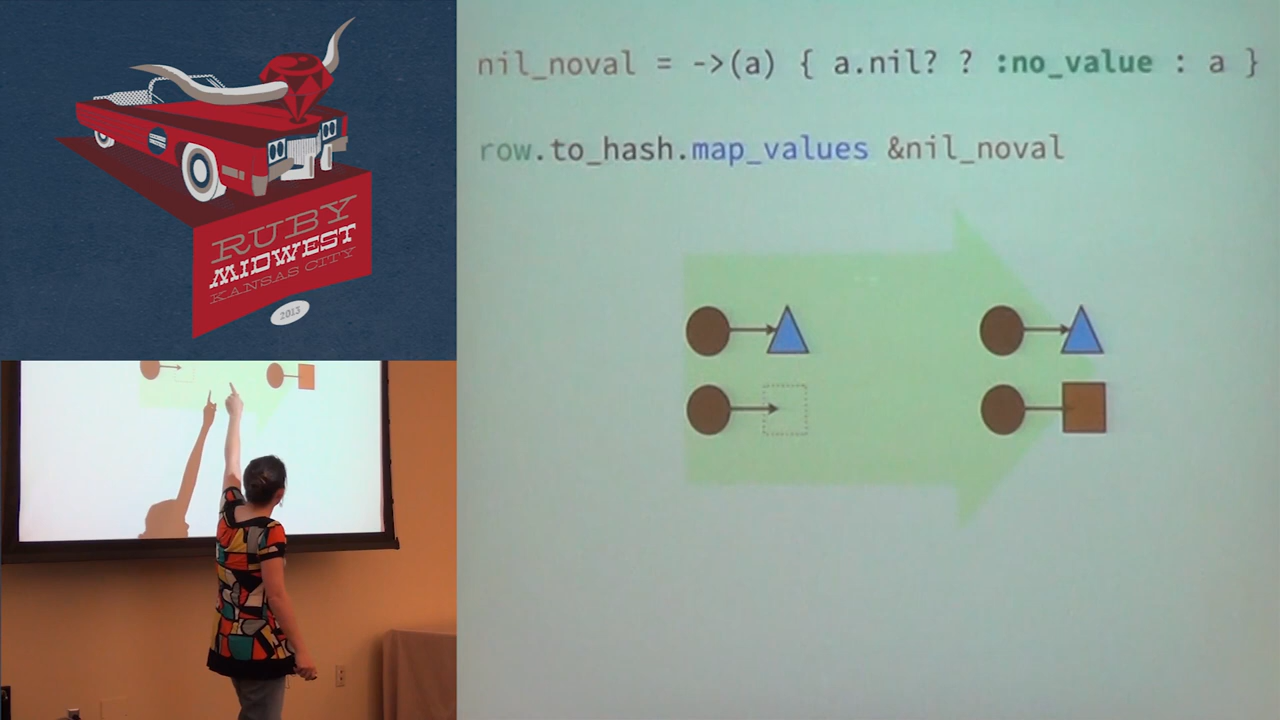 RUBY
MIDWEST
KANSAS CITY
2013
nil_noval = ->(a) { a.nil? ? :no_value : a }
row.to_hash.map_values &nil_noval